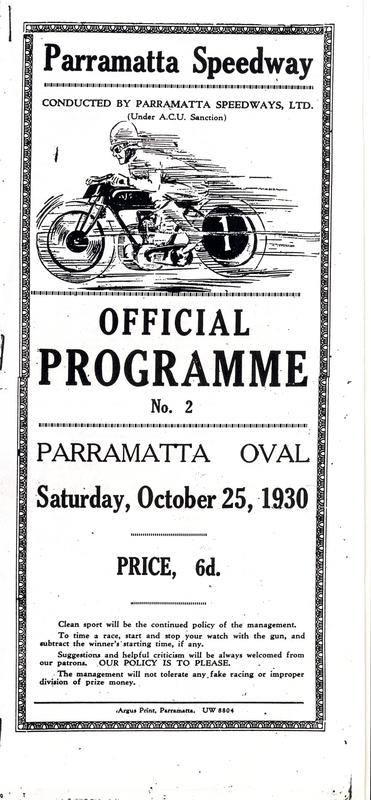 Parramatta Speedway
CONDUCTED BY PARRAMATTA SPEEDWAYS, LTD.
(Under A.C.U. Sanction)
1
OFFICIAL
PROGRAMME
No. 2
PARRAMATTA OVAL
Saturday, October 25, 1930
PRICE, 6d.
Clean sport will be the continued policy of the management.
To time a race, start and stop your watch with the gun, and
subtract the winner's starting time, if any.
Suggestions and helpful criticism will be always welcomed from
our patrons. OUR POLICY IS TO PLEASE.
The management will not tolerate any fake racing or improper
division of prize money.
Argus Print, Parramatta. UW 8804